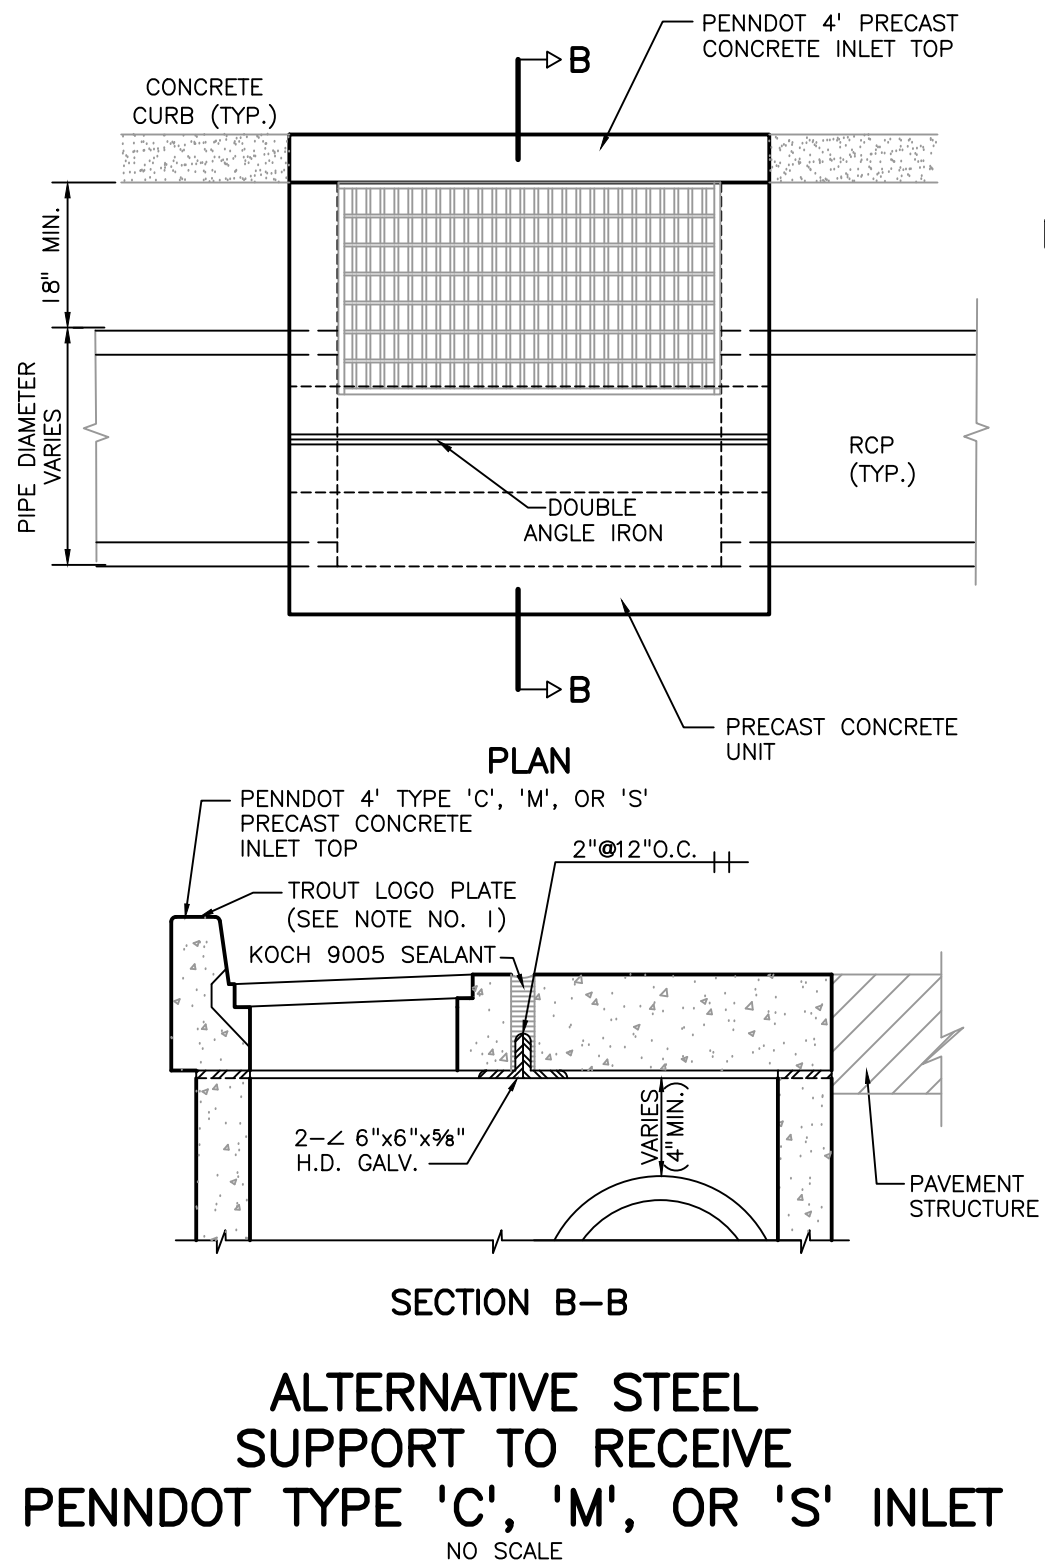 PENNDOT 4' PRECAST
CONCRETE INLET TOP
B
CONCRETE
CURB (TYP.)
18" MIN.
PIPE DIAMETER
VARIES
RCP
(TYP.)
DOUBLE
ANGLE IRON
B
PRECAST CONCRETE
UNIT
PLAN
PENNDOT 4' TYPE 'C', 'M', OR 'S'
PRECAST CONCRETE
INLET TOP
2"@12"O.C.
TROUT LOGO PLATE
(SEE NOTE NO. 1)
KOCH 9005 SEALANT
VARIES
(4" MIN.)
2-∠ 6"x6"x⅝"
H.D. GALV.
PAVEMENT
STRUCTURE
SECTION B-B
ALTERNATIVE STEEL
SUPPORT TO RECEIVE
PENNDOT TYPE 'C', 'M', OR 'S' INLET
NO SCALE